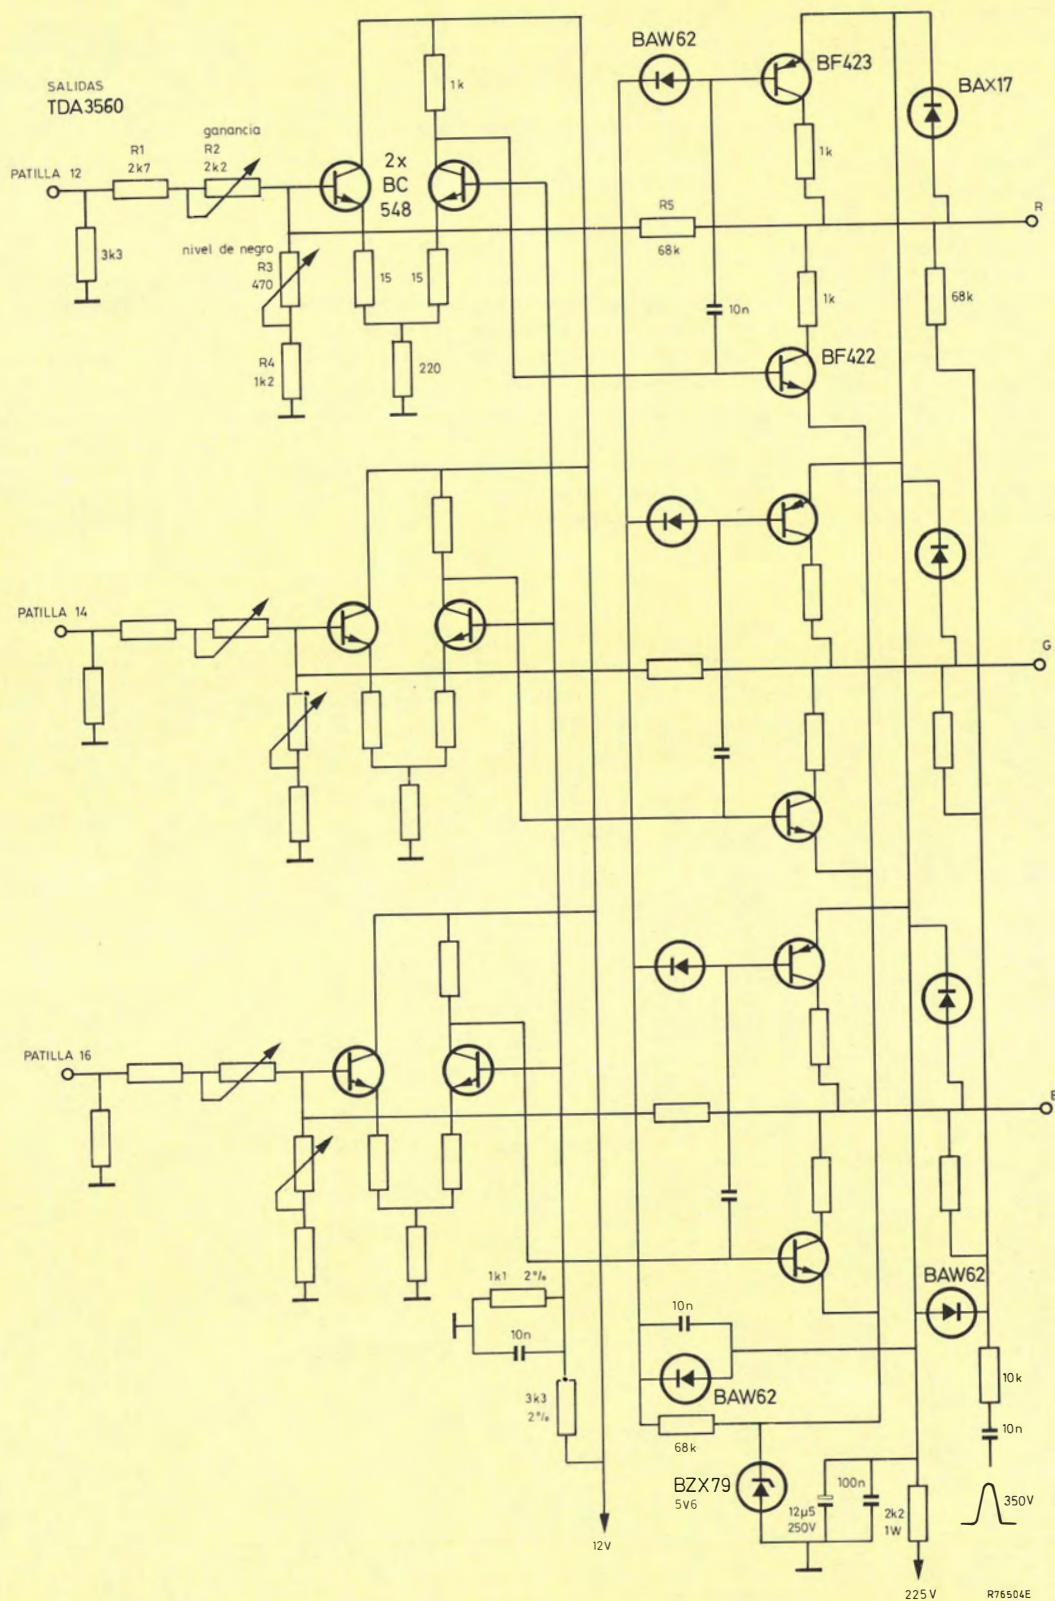 SALIDAS
TDA3560
BAW62
BF423
BAX17
1k
ganancia
R1
2k7
R2
2k2
2x
BC
548
1k
PATILLA 12
R
R5
68k
3k3
nivel de negro
R3
470
15
15
10n
1k
68k
R4
1k2
220
BF422
PATILLA 14
G
PATILLA 16
B
1k1 2%
10n
3k3
2%
10n
BAW62
BAW62
68k
10k
10n
BZX79
5V6
12µ5
250V
100n
2k2
1W
350V
12V
225V
R76504E